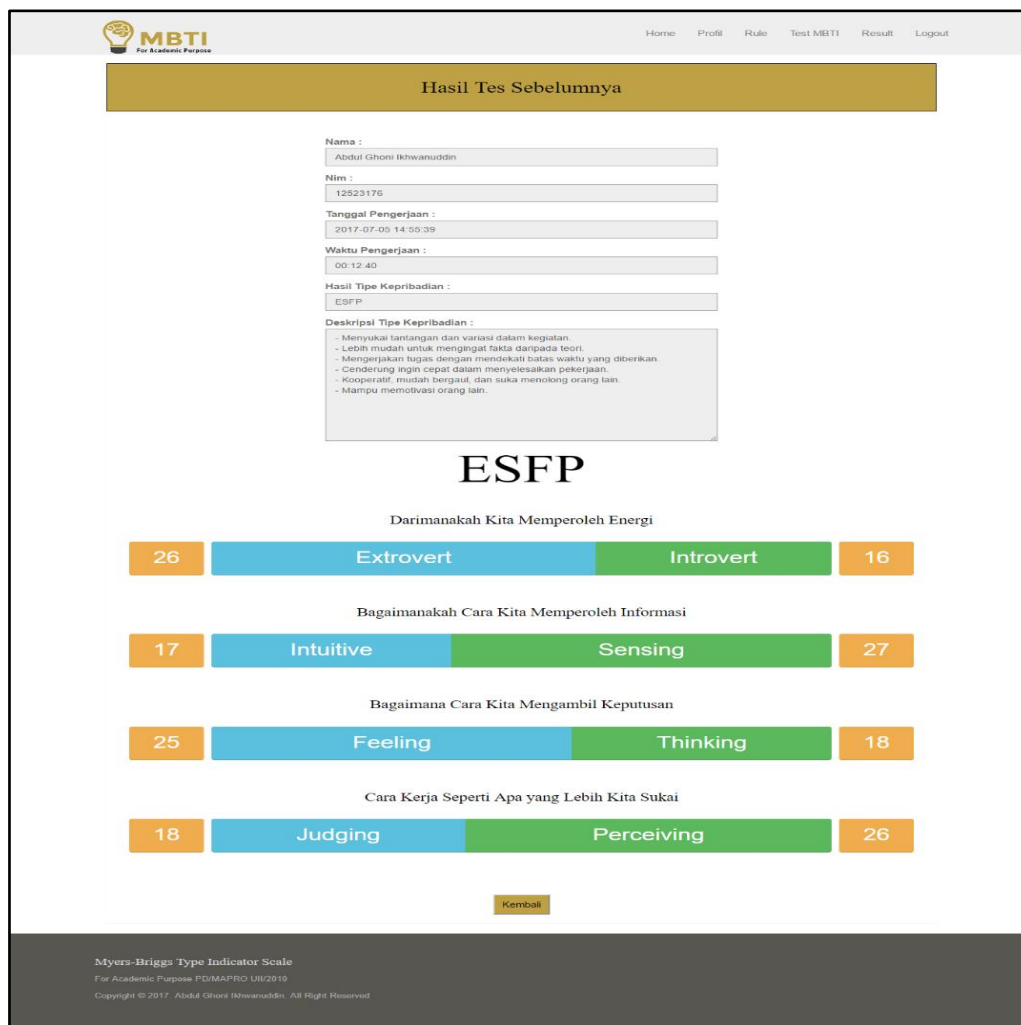 MBTI
For Academic Purpose
Home Profil Rule Test MBTI Result Logout
Hasil Tes Sebelumnya
Nama :
Abdul Ghoni Ikhwanuddin
Nim :
12523176
Tanggal Pengerjaan :
2017-07-05 14:55:39
Waktu Pengerjaan :
00:12:40
Hasil Tipe Kepribadian :
ESFP
Deskripsi Tipe Kepribadian :
- Menyukai tantangan dan variasi dalam kegiatan.
- Lebih mudah untuk mengingat fakta daripada teori.
- Mengerjakan tugas dengan mendekati batas waktu yang diberikan.
- Cenderung ingin cepat dalam menyelesaikan pekerjaan.
- Kooperatif, mudah bergaul, dan suka menolong orang lain.
- Mampu memotivasi orang lain.
ESFP
Darimanakah Kita Memperoleh Energi
26 Extrovert Introvert 16
Bagaimanakah Cara Kita Memperoleh Informasi
17 Intuitive Sensing 27
Bagaimana Cara Kita Mengambil Keputusan
25 Feeling Thinking 18
Cara Kerja Seperti Apa yang Lebih Kita Sukai
18 Judging Perceiving 26
Kembali
Myers-Briggs Type Indicator Scale
For Academic Purpose PD/MAPRO UII/2010
Copyright © 2017 Abdul Ghoni Ikhwanuddin. All Right Reserved